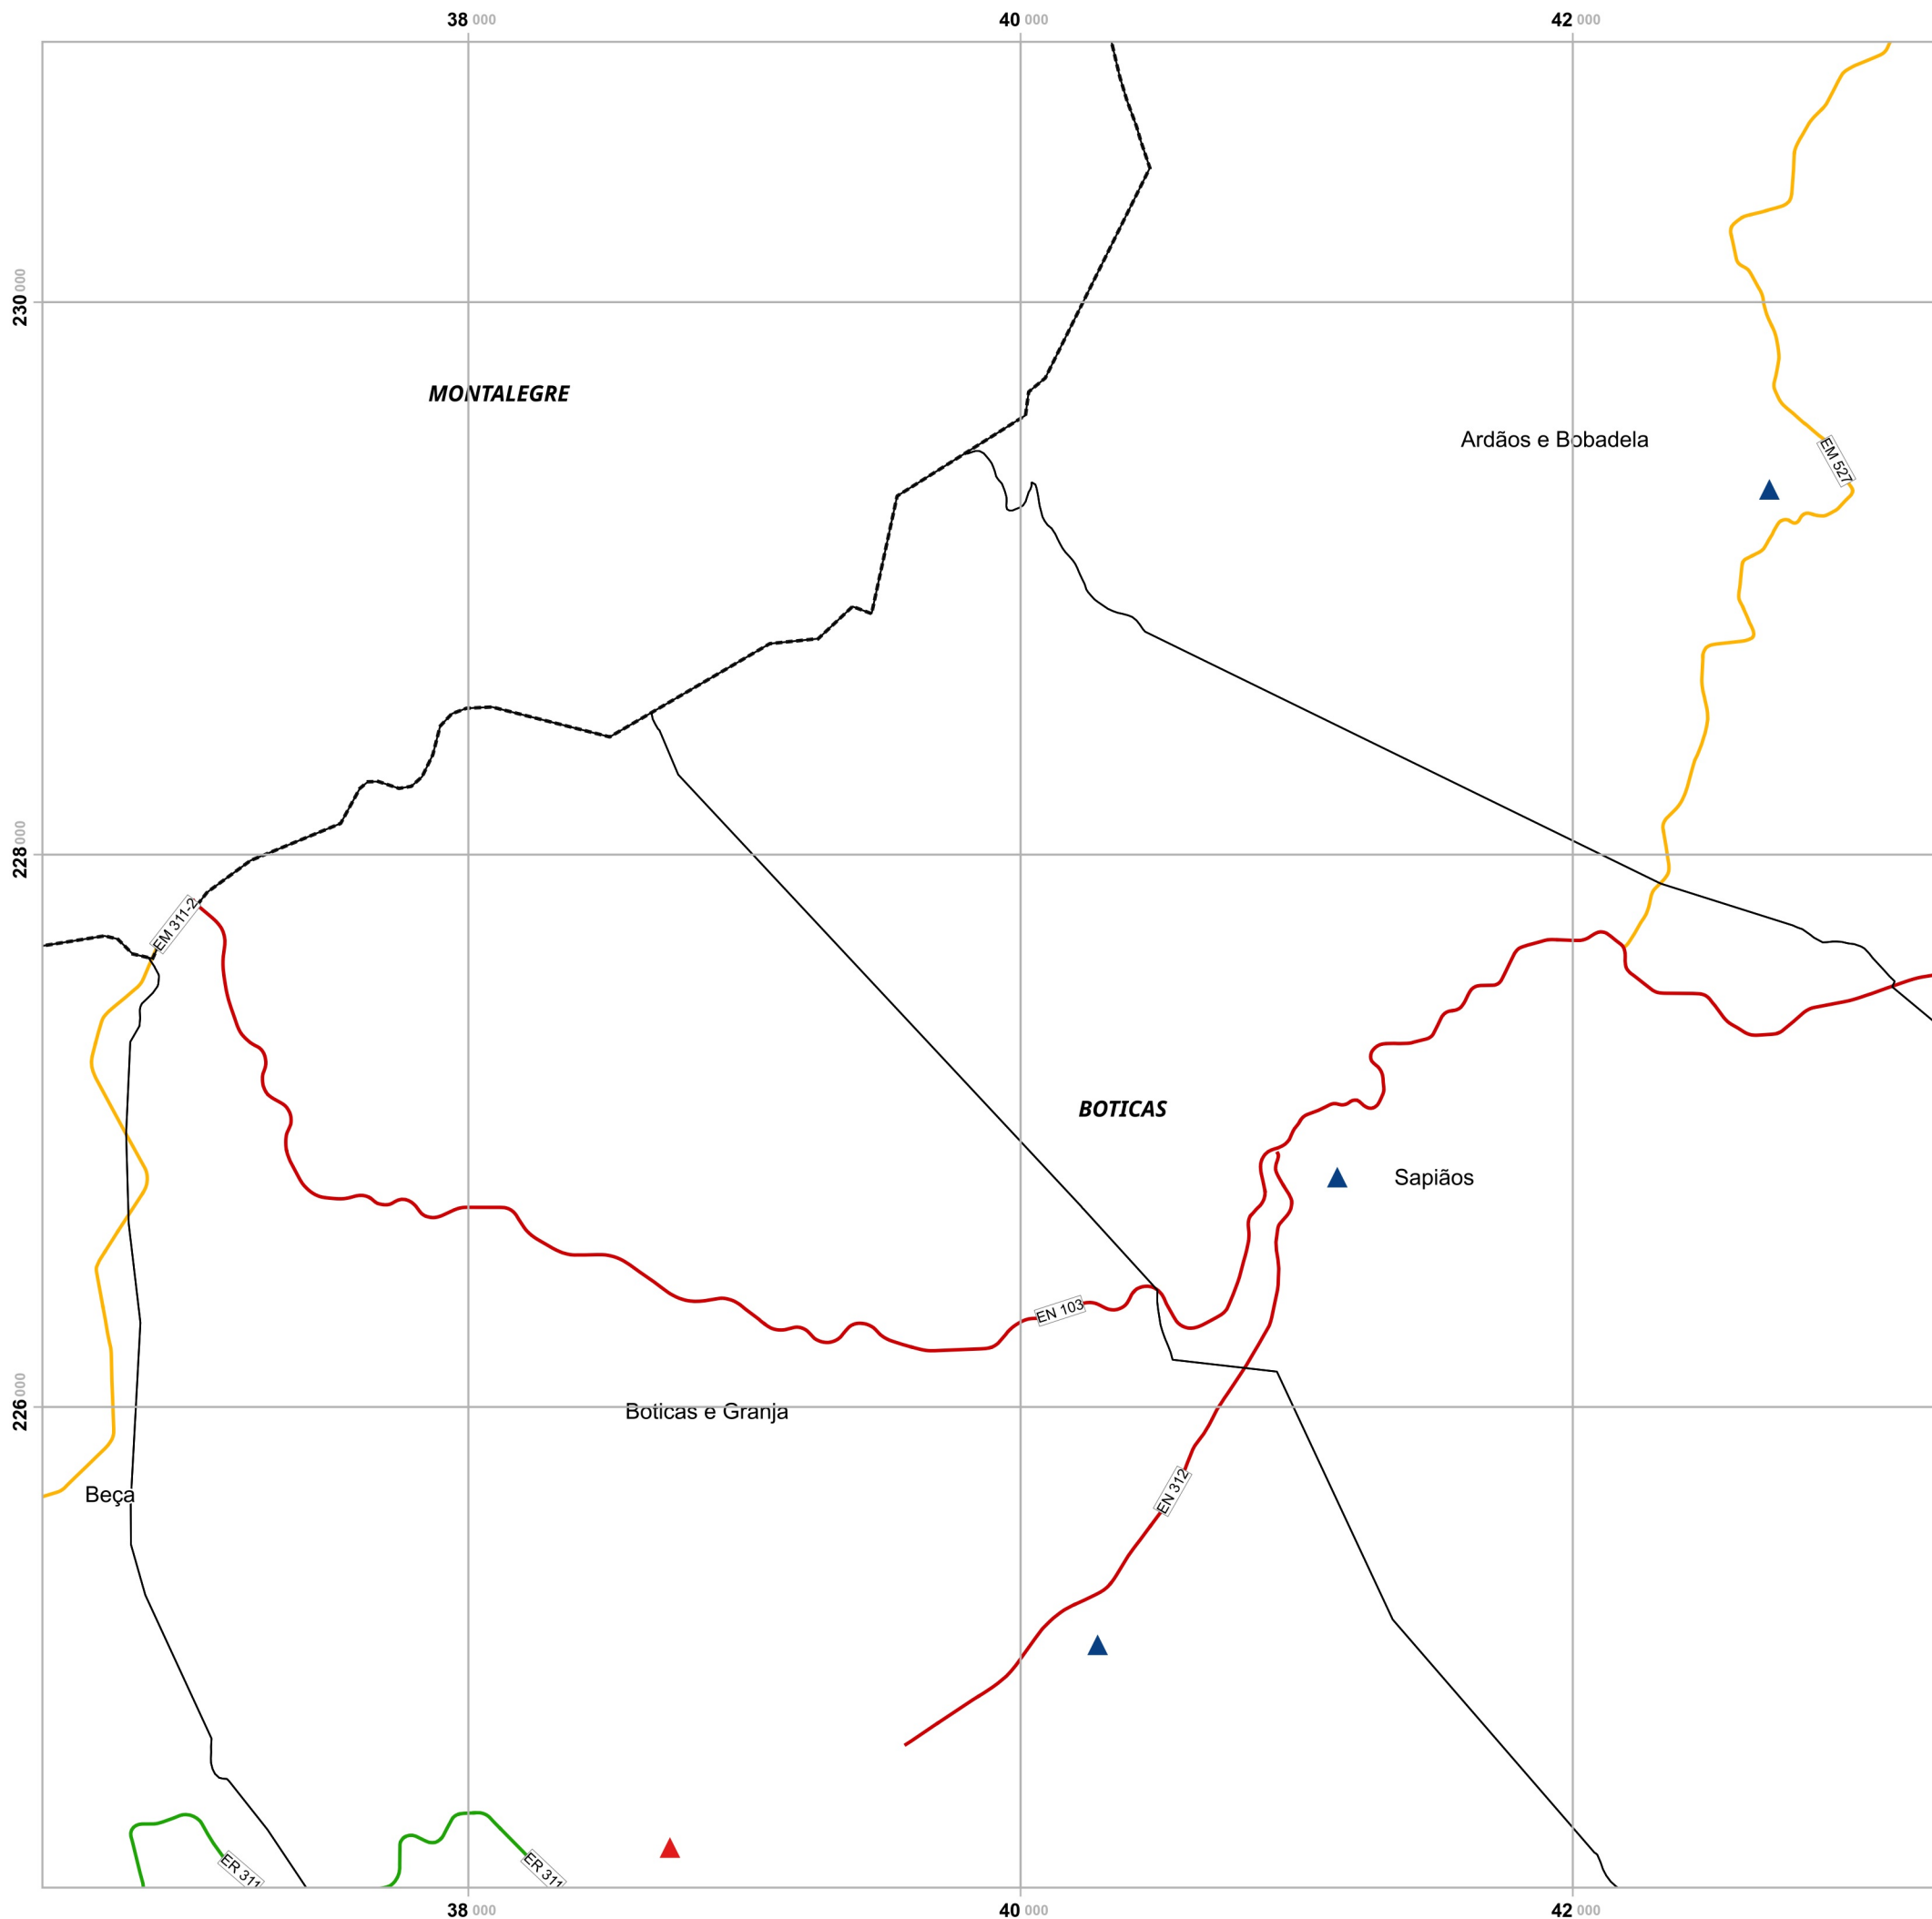 38 000
40 000
42 000
230 000
MONTALEGRE
Ardãos e Bobadela
EM 527
228 000
EM 311-2
BOTICAS
Sapiãos
EN 103
226 000
Boticas e Granja
EN 312
Beça
ER 311
ER 311
38 000
40 000
42 000